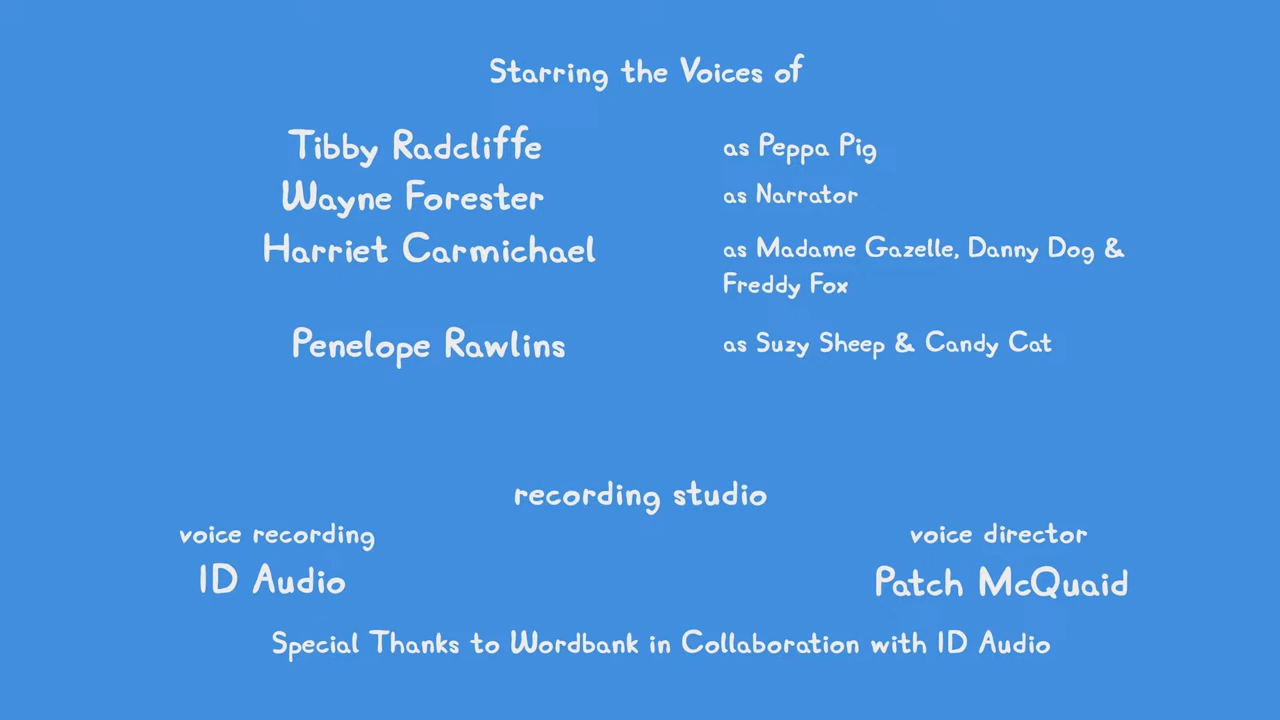 Starring the Voices of
Tibby Radcliffe as Peppa Pig
Wayne Forester as Narrator
Harriet Carmichael as Madame Gazelle, Danny Dog &
Freddy Fox
Penelope Rawlins as Suzy Sheep & Candy Cat
recording studio
voice recording voice director
ID Audio Patch McQuaid
Special Thanks to Wordbank in Collaboration with ID Audio